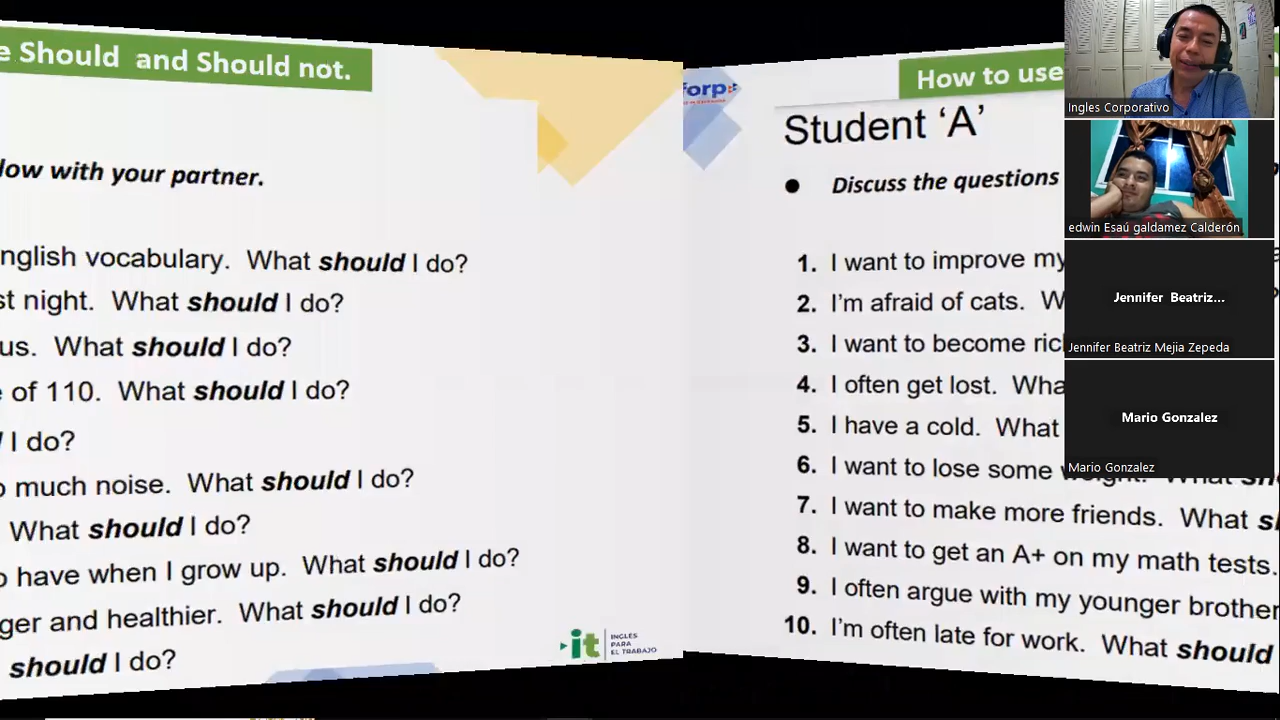 e Should and Should not.
low with your partner.
nglish vocabulary. What should I do?
st night. What should I do?
us. What should I do?
e of 110. What should I do?
I do?
o much noise. What should I do?
What should I do?
o have when I grow up. What should I do?
ger and healthier. What should I do?
should I do?
it
INGLÉS
PARA
EL TRABAJO
forp
How to use
Student ‘A’
● Discuss the questions
1. I want to improve my
2. I'm afraid of cats. W
3. I want to become rich
4. I often get lost. Wha
5. I have a cold. What
6. I want to lose some weight. What sh
7. I want to make more friends. What s
8. I want to get an A+ on my math tests.
9. I often argue with my younger brother
10. I'm often late for work. What should
Ingles Corporativo
edwin Esaú galdamez Calderón
Jennifer Beatriz...
Jennifer Beatriz Mejia Zepeda
Mario Gonzalez
Mario Gonzalez